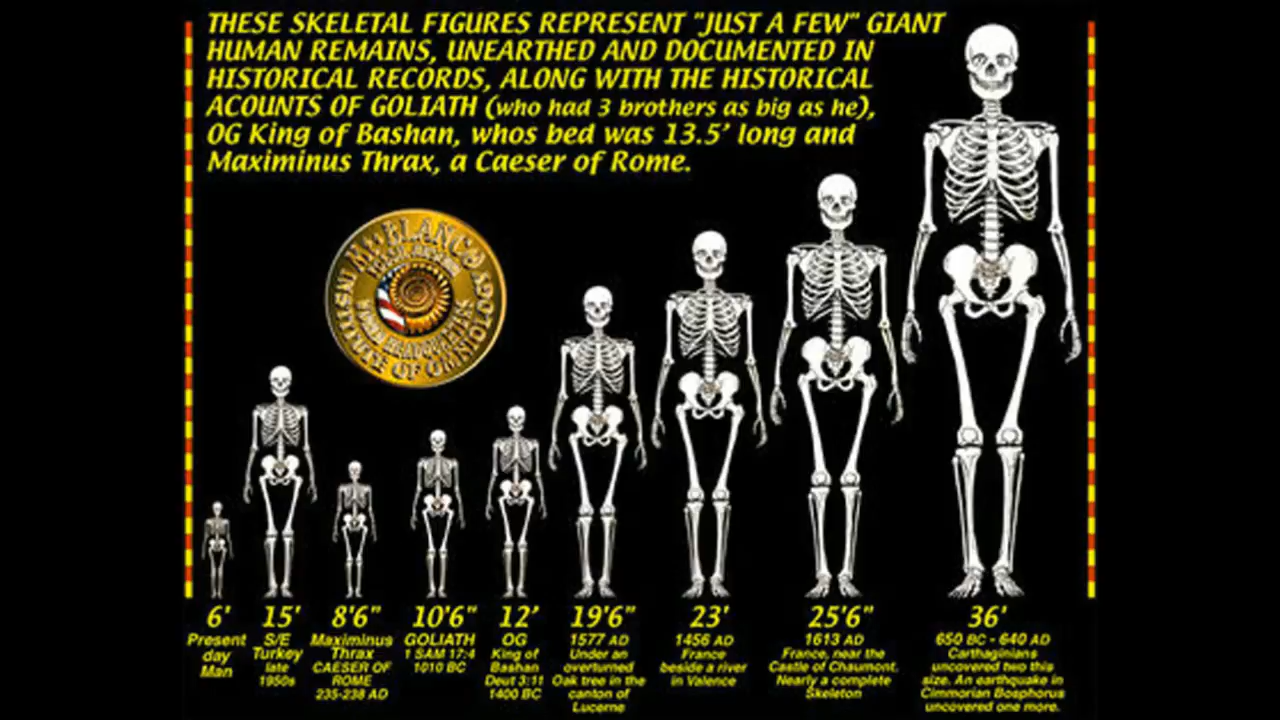 THESE SKELETAL FIGURES REPRESENT "JUST A FEW" GIANT
HUMAN REMAINS, UNEARTHED AND DOCUMENTED IN
HISTORICAL RECORDS, ALONG WITH THE HISTORICAL
ACOUNTS OF GOLIATH (who had 3 brothers as big as he),
OG King of Bashan, whos bed was 13.5' long and
Maximinus Thrax, a Caeser of Rome.
MT BLANCO
INSTITUTE OF OPINIONOLOGY
6'
Present
day
Man
15'
S/E
Turkey
late
1950s
8'6"
Maximinus
Thrax
CAESER OF
ROME
235-238 AD
10'6"
GOLIATH
1 SAM 17:4
1010 BC
12'
OG
King of
Bashan
Deut 3:11
1400 BC
19'6"
1577 AD
Under an
overturned
Oak tree in the
canton of
Lucerne
23'
1456 AD
France
beside a river
in Valence
25'6"
1613 AD
France, near the
Castle of Chaumont.
Nearly a complete
Skeleton
36'
650 BC - 640 AD
Carthaginians
uncovered two this
size. An earthquake in
Cimmorian Bosphorus
uncovered one more.